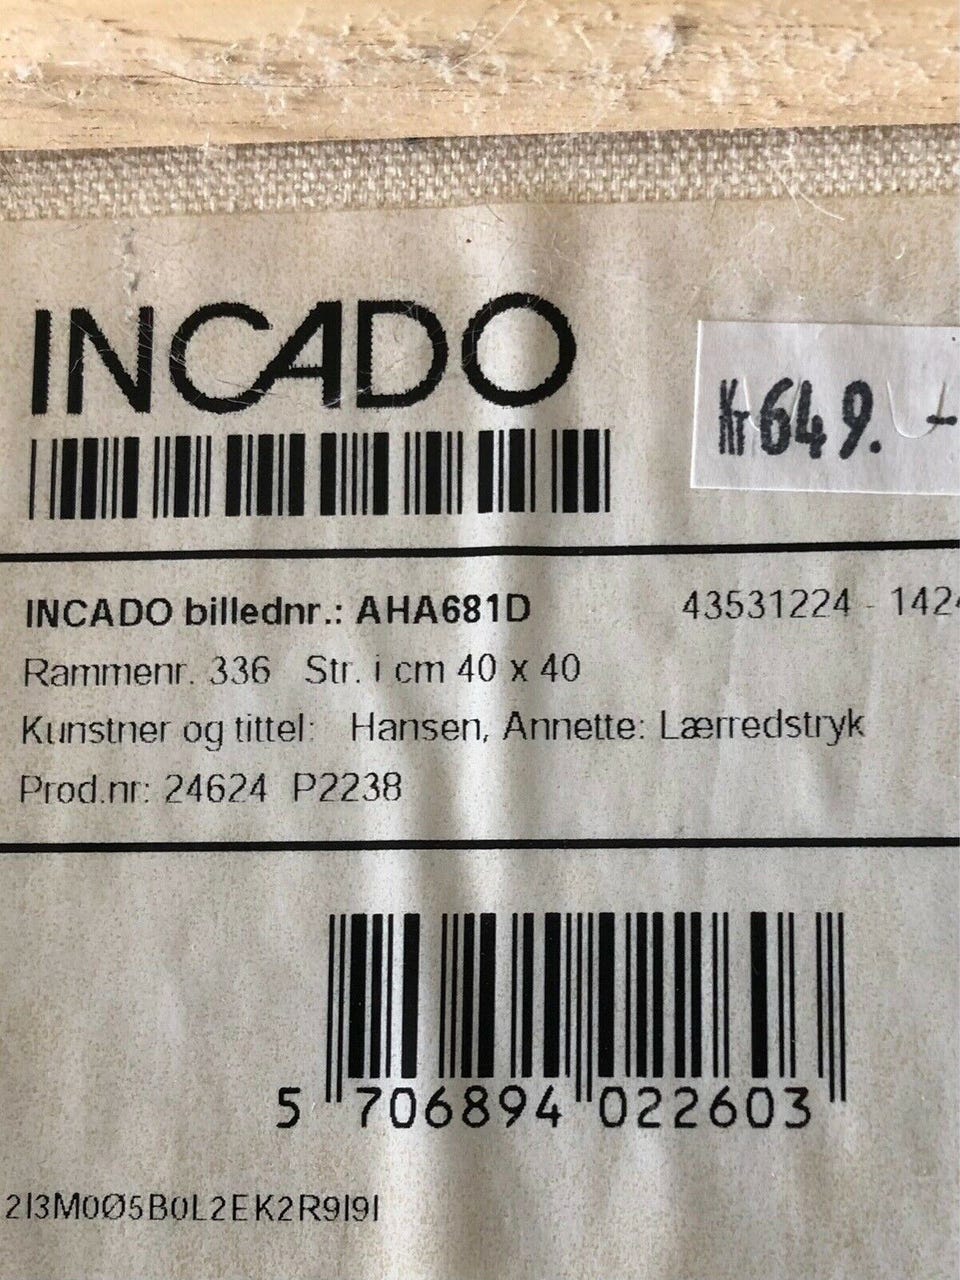 INCADO
Kr 649.-
INCADO billednr.: AHA681D 43531224 - 1424
Rammenr. 336 Str. i cm 40 x 40
Kunstner og tittel: Hansen, Annette: Lærredstryk
Prod.nr: 24624 P2238
5 706894 022603
2I3M0Ø5B0L2EK2R9I9I